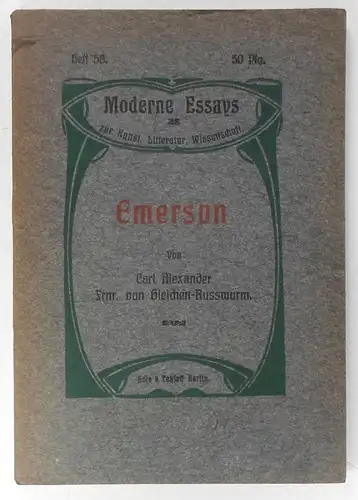 Heft 58. 50 Pfg.
Moderne Essays
zur Kunst, Litteratur, Wissenschaft.
Emerson
Von
Carl Alexander
Frhr. von Gleichen-Russwurm.
Gose & Tetzlaff Berlin.